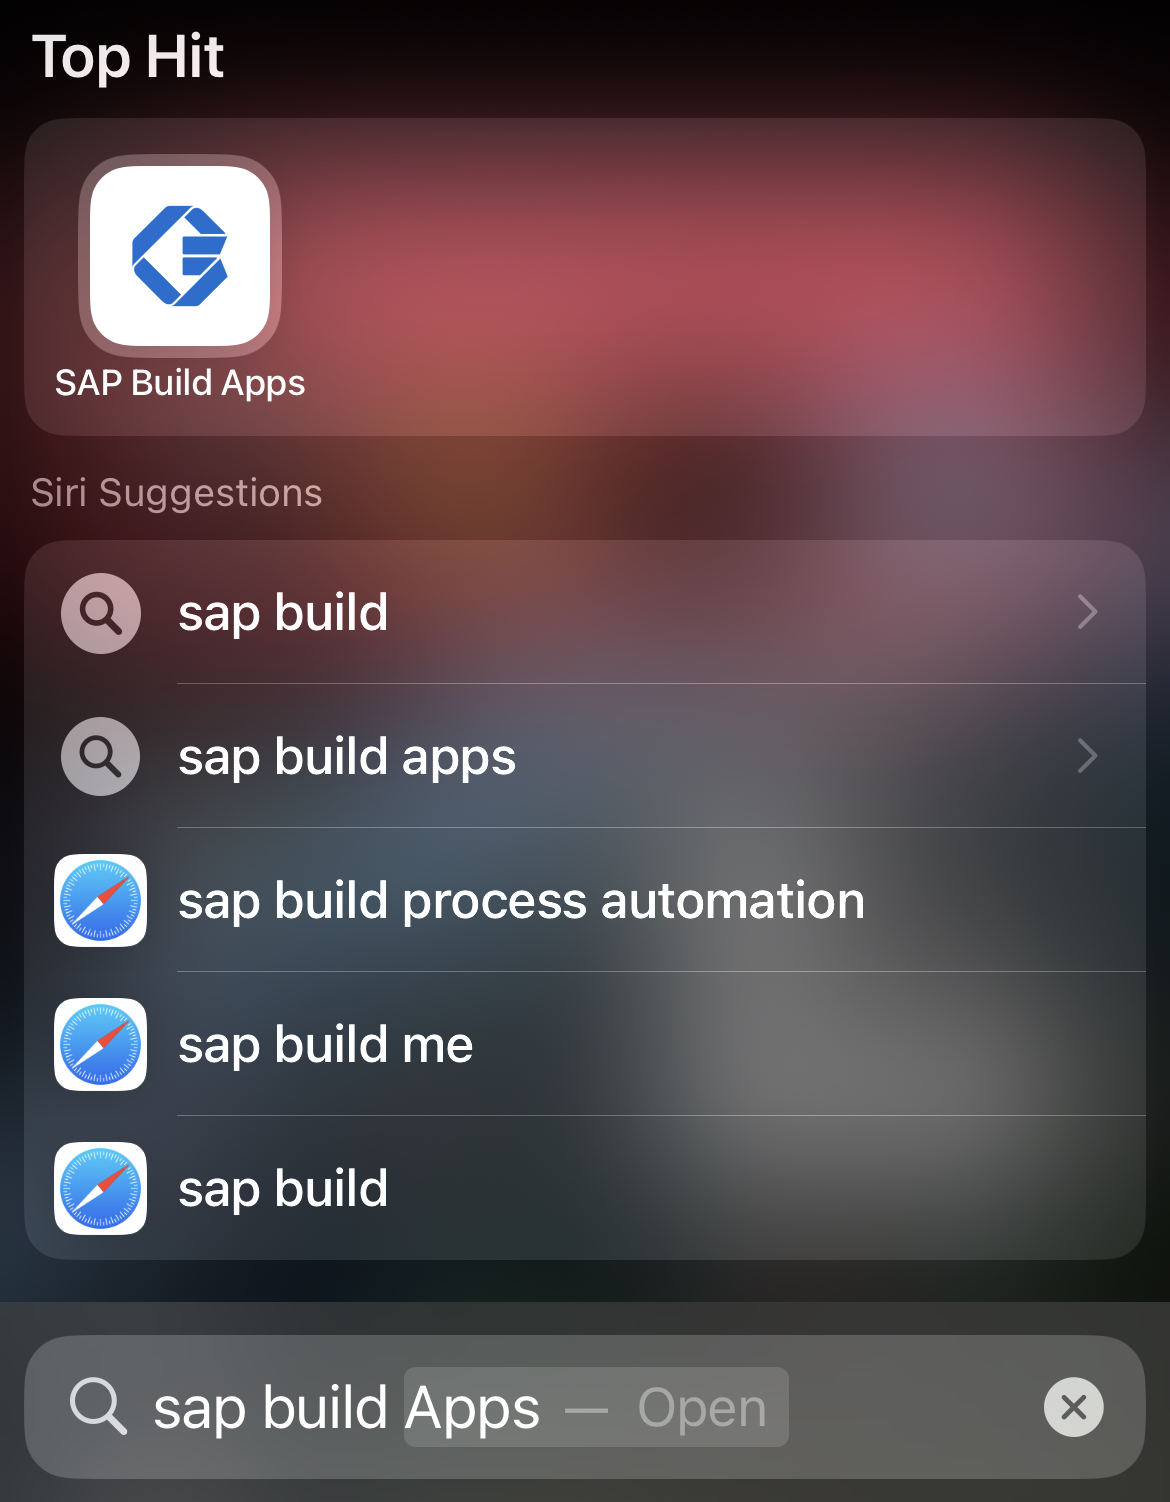 Top Hit
SAP Build Apps
Siri Suggestions
sap build
sap build apps
sap build process automation
sap build me
sap build
sap build Apps — Open